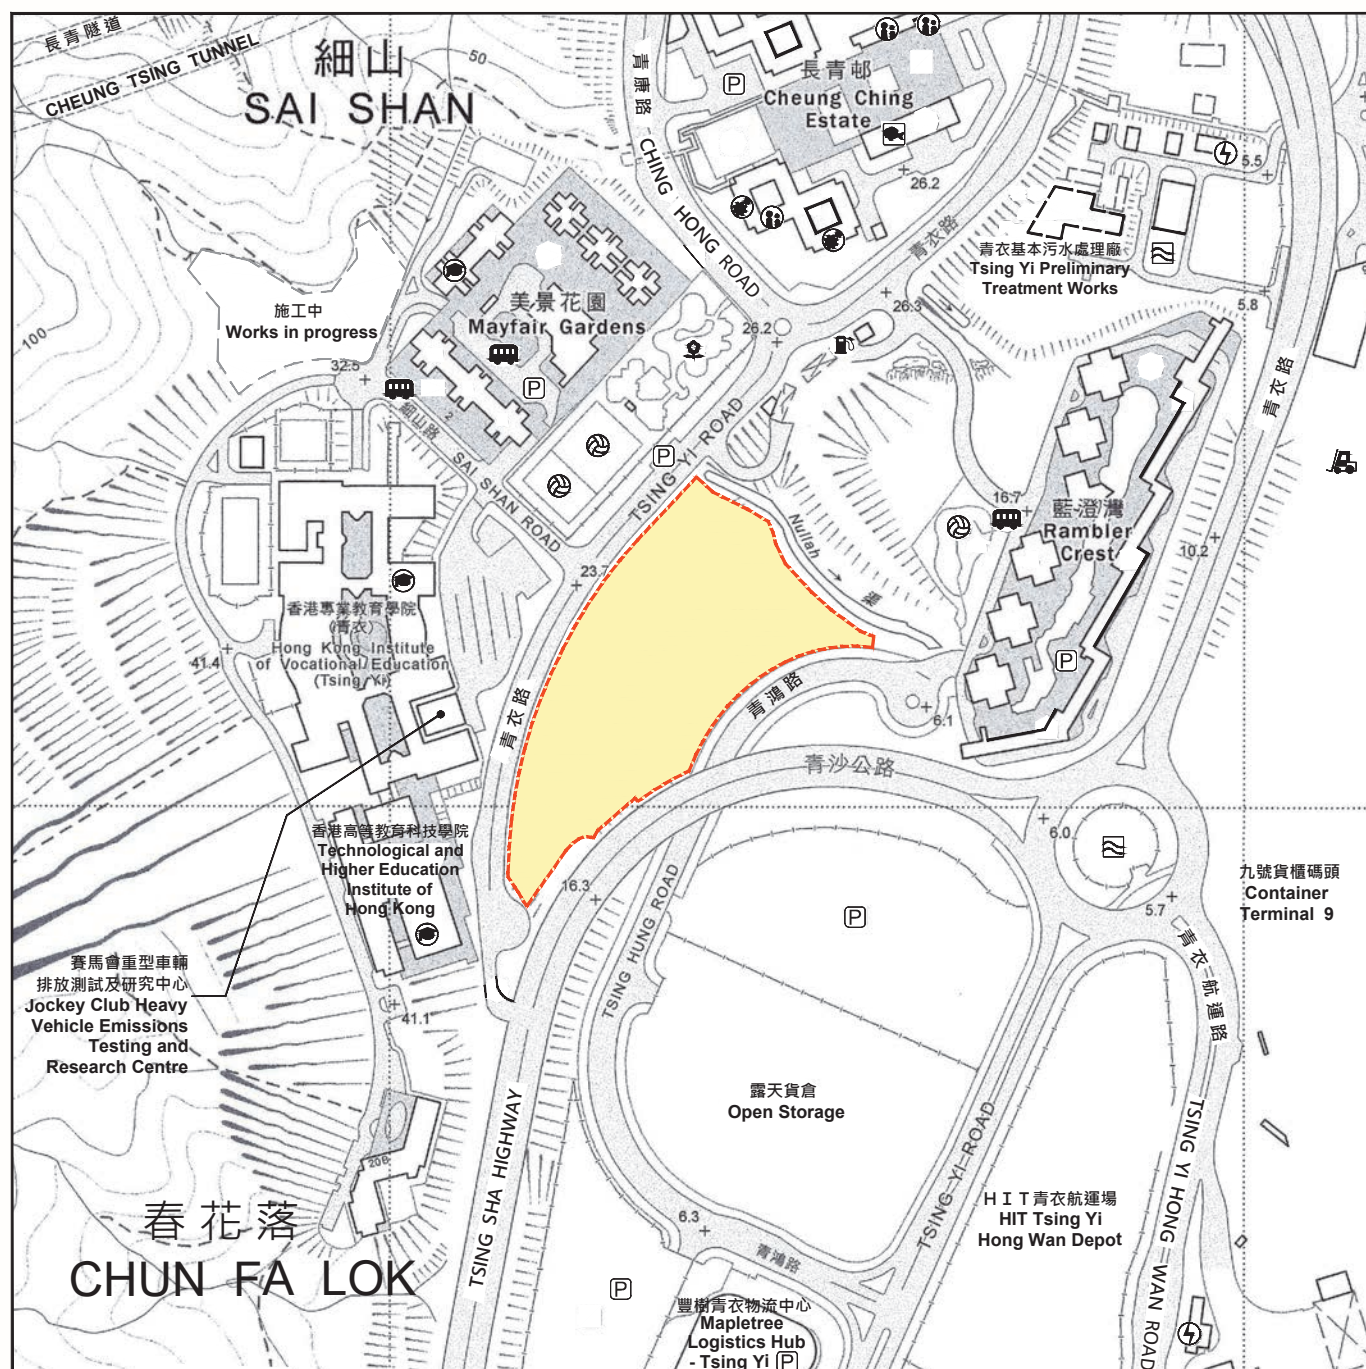 長青隧道
CHEUNG TSING TUNNEL
細山
SAI SHAN
50
青康路
CHING HONG ROAD
P
長青邨
Cheung Ching
Estate
26.2
5.5
青衣路
青衣基本污水處理廠
Tsing Yi Preliminary
Treatment Works
5.8
施工中
Works in progress
100
32.5
美景花園
Mayfair Gardens
P
26.2
26.3
青衣路
細山路
2
SAI SHAN ROAD
P
TSING YI ROAD
Nullah
渠
16.7
藍澄灣
Rambler
Crest
10.2
23.7
香港專業教育學院
(青衣)
Hong Kong Institute
of Vocational Education
(Tsing Yi)
41.4
P
青衣路
青鴻路
6.1
青沙公路
6.0
香港高等教育科技學院
Technological and
Higher Education
Institute of
Hong Kong
16.3
TSING HUNG ROAD
P
5.7
九號貨櫃碼頭
Container
Terminal 9
青衣航運路
賽馬會重型車輛
排放測試及研究中心
Jockey Club Heavy
Vehicle Emissions
Testing and
Research Centre
41.1
露天貨倉
Open Storage
TSING SHA HIGHWAY
TSING YI ROAD
TSING YI HONG WAN ROAD
208
春花落
CHUN FA LOK
6.3
青鴻路
HIT青衣航運場
HIT Tsing Yi
Hong Wan Depot
P
豐樹青衣物流中心
Mapletree
Logistics Hub
- Tsing Yi P